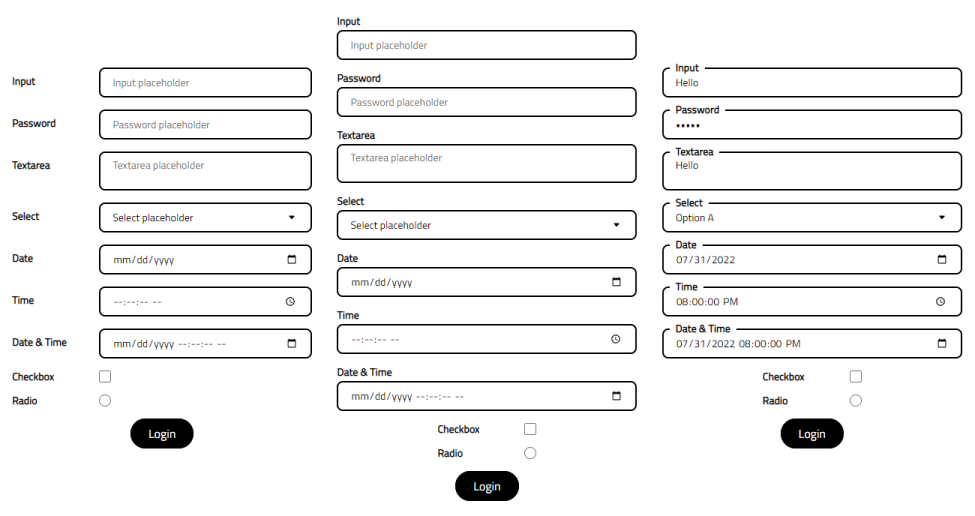 Input
Input placeholder
Password
Password placeholder
Textarea
Textarea placeholder
Select
Select placeholder
Date
mm/dd/yyyy
Time
--:--:-- --
Date & Time
mm/dd/yyyy --:--:-- --
Checkbox
Radio
Login
Input
Input placeholder
Password
Password placeholder
Textarea
Textarea placeholder
Select
Select placeholder
Date
mm/dd/yyyy
Time
--:--:-- --
Date & Time
mm/dd/yyyy --:--:-- --
Checkbox
Radio
Login
Input
Hello
Password
•••••
Textarea
Hello
Select
Option A
Date
07/31/2022
Time
08:00:00 PM
Date & Time
07/31/2022 08:00:00 PM
Checkbox
Radio
Login